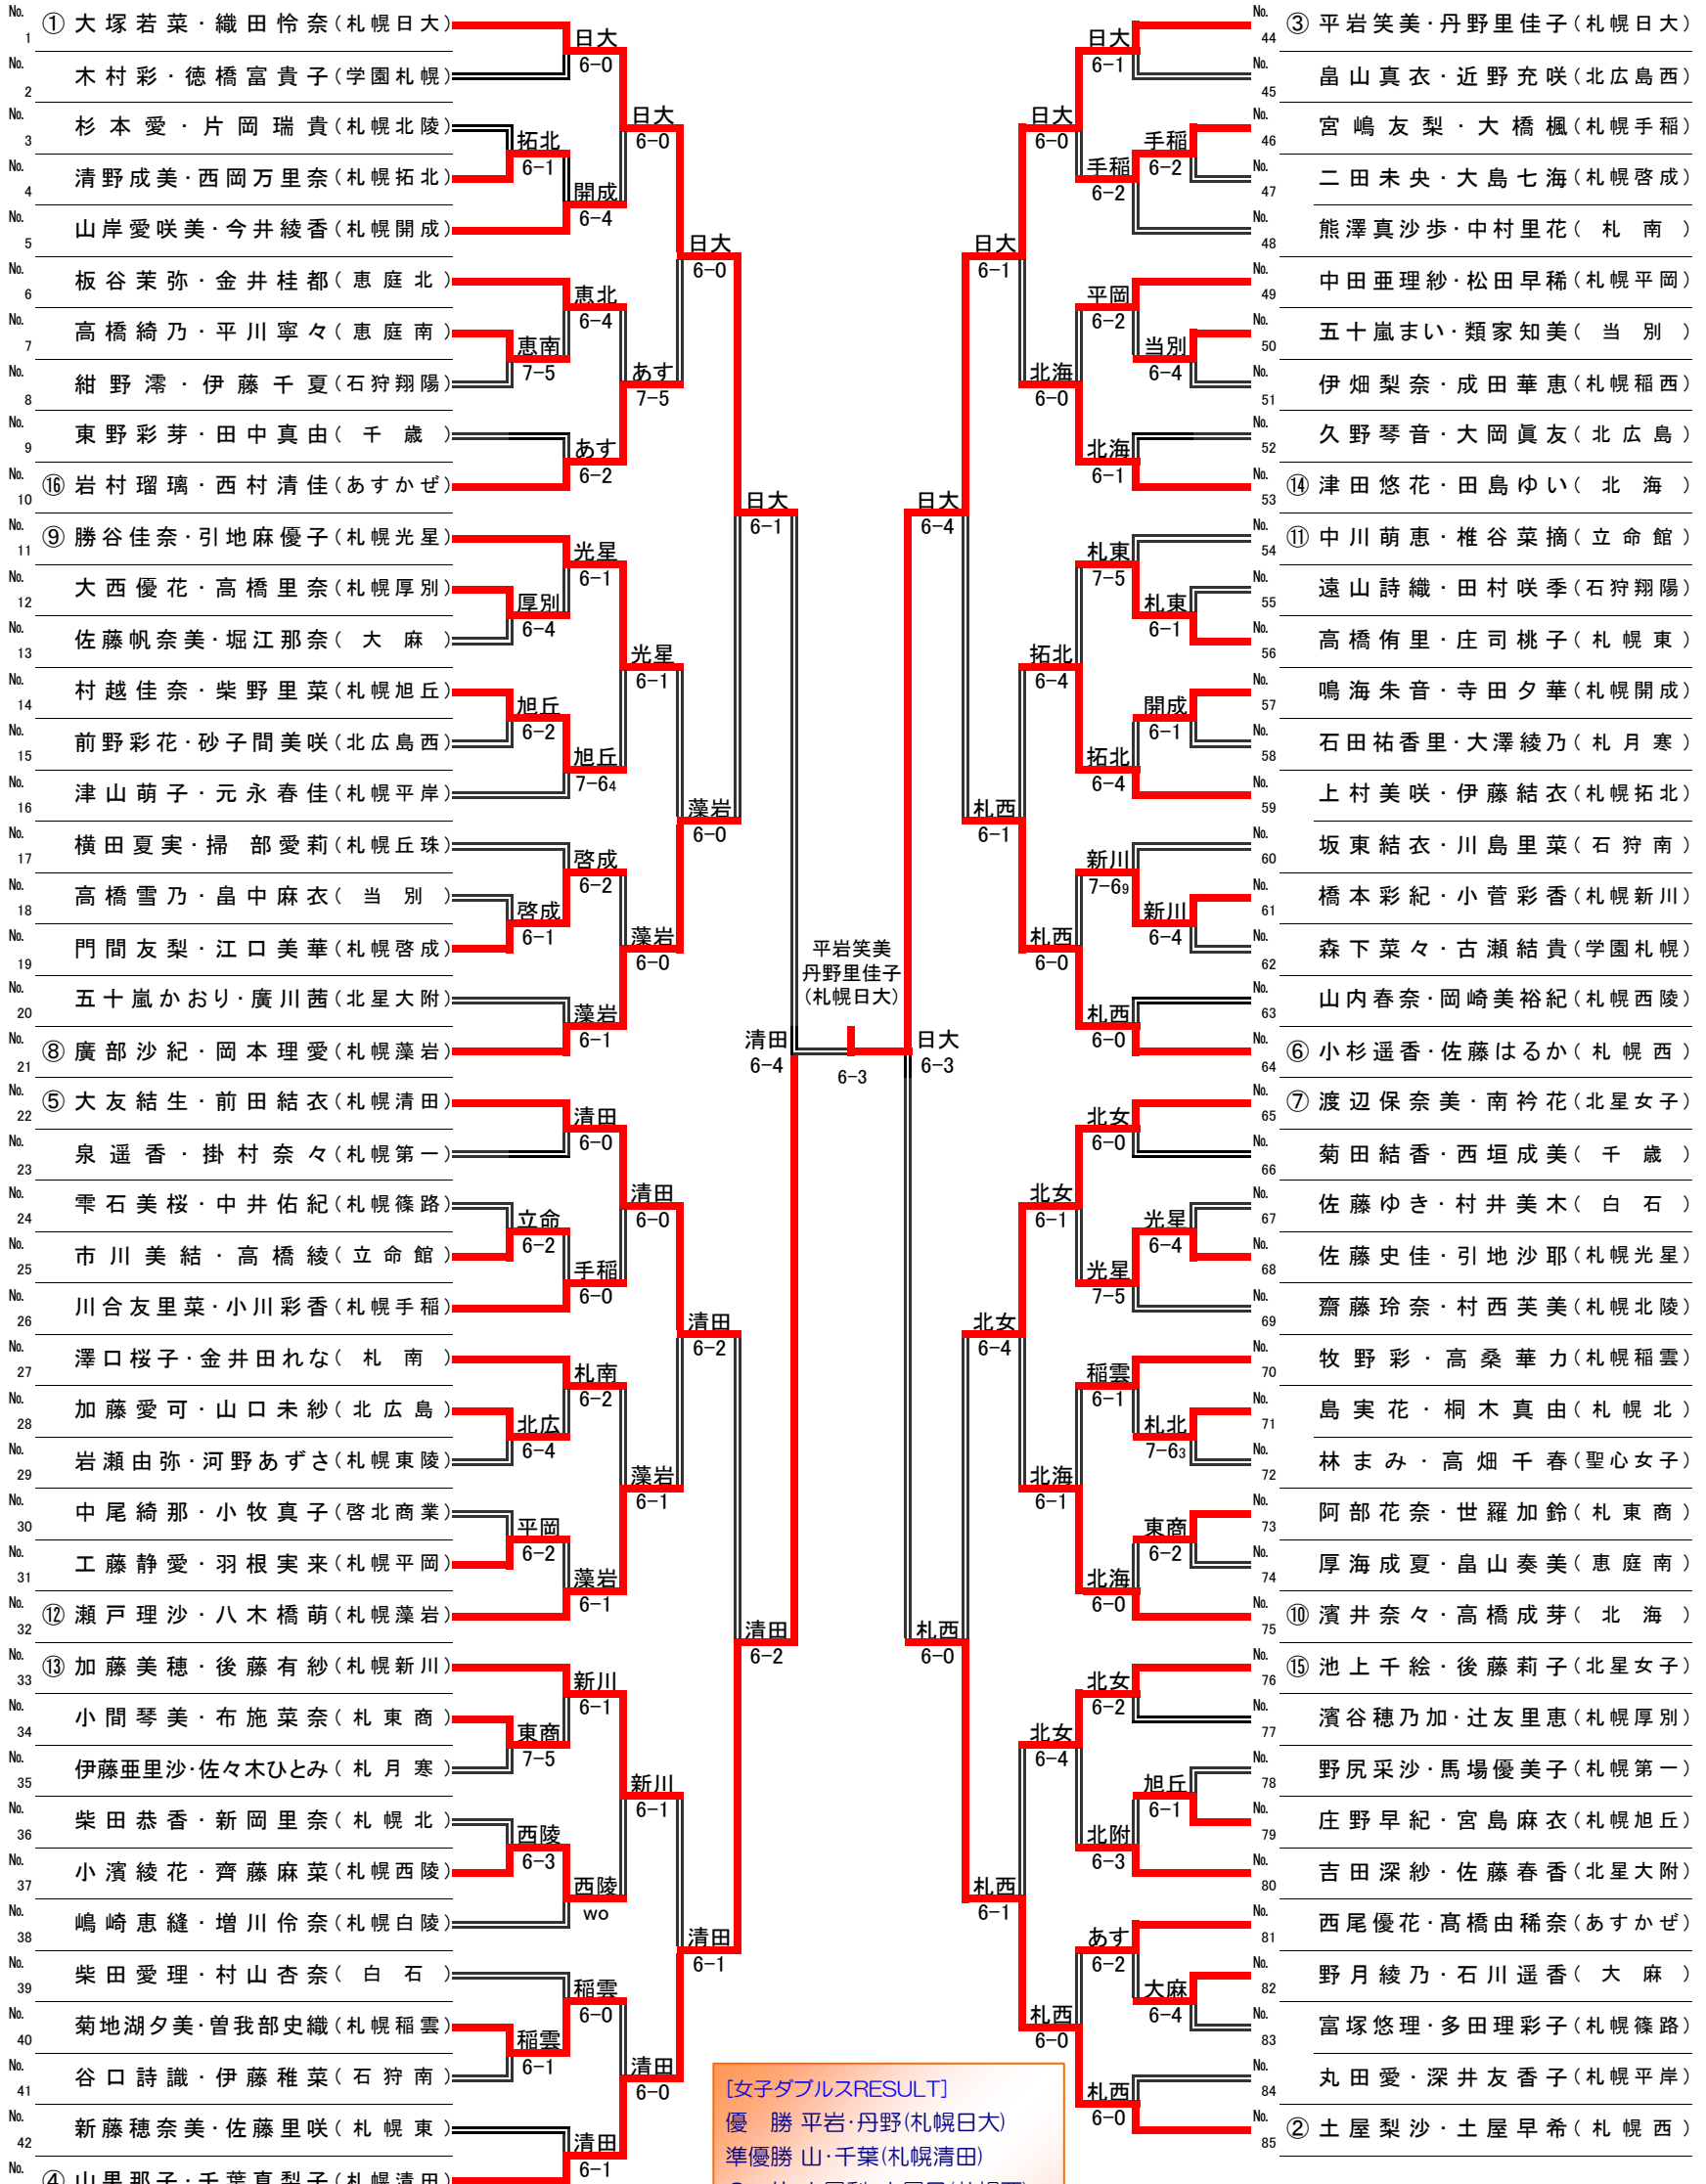 No. 1 ① 大塚若菜・織田怜奈(札幌日大)
No. 2 木村彩・徳橋富貴子(学園札幌)
No. 3 杉本愛・片岡瑞貴(札幌北陵)
No. 4 清野成美・西岡万里奈(札幌拓北)
No. 5 山岸愛咲美・今井綾香(札幌開成)
No. 6 板谷茉弥・金井桂都(恵庭北)
No. 7 高橋綺乃・平川寧々(恵庭南)
No. 8 紺野澪・伊藤千夏(石狩翔陽)
No. 9 東野彩芽・田中真由(千歳)
No. 10 ⑯ 岩村瑠璃・西村清佳(あすかぜ)
No. 11 ⑨ 勝谷佳奈・引地麻優子(札幌光星)
No. 12 大西優花・高橋里奈(札幌厚別)
No. 13 佐藤帆奈美・堀江那奈(大麻)
No. 14 村越佳奈・柴野里菜(札幌旭丘)
No. 15 前野彩花・砂子間美咲(北広島西)
No. 16 津山萌子・元永春佳(札幌平岸)
No. 17 横田夏実・掃部愛莉(札幌丘珠)
No. 18 高橋雪乃・畠中麻衣(当別)
No. 19 門間友梨・江口美華(札幌啓成)
No. 20 五十嵐かおり・廣川茜(北星大附)
No. 21 ⑧ 廣部沙紀・岡本理愛(札幌藻岩)
No. 22 ⑤ 大友結生・前田結衣(札幌清田)
No. 23 泉遥香・掛村奈々(札幌第一)
No. 24 雫石美桜・中井佑紀(札幌篠路)
No. 25 市川美結・高橋綾(立命館)
No. 26 川合友里菜・小川彩香(札幌手稲)
No. 27 澤口桜子・金井田れな(札南)
No. 28 加藤愛可・山口未紗(北広島)
No. 29 岩瀬由弥・河野あずさ(札幌東陵)
No. 30 中尾綺那・小牧真子(啓北商業)
No. 31 工藤静愛・羽根実来(札幌平岡)
No. 32 ⑫ 瀬戸理沙・八木橋萌(札幌藻岩)
No. 33 ⑬ 加藤美穂・後藤有紗(札幌新川)
No. 34 小間琴美・布施菜奈(札東商)
No. 35 伊藤亜里沙・佐々木ひとみ(札月寒)
No. 36 柴田恭香・新岡里奈(札幌北)
No. 37 小濱綾花・齊藤麻菜(札幌西陵)
No. 38 嶋崎恵縫・増川伶奈(札幌白陵)
No. 39 柴田愛理・村山杏奈(白石)
No. 40 菊地湖夕美・曽我部史織(札幌稲雲)
No. 41 谷口詩識・伊藤稚菜(石狩南)
No. 42 新藤穂奈美・佐藤里咲(札幌東)
No. ④ 山里那子・千葉真梨子(札幌清田)
拓北 6-1
恵南 7-5
厚別 6-4
旭丘 6-2
啓成 6-1
立命 6-2
北広 6-4
平岡 6-2
東商 7-5
西陵 6-3
稲雲 6-1
日大 6-0
開成 6-4
恵北 6-4
あす 6-2
光星 6-1
旭丘 7-64
啓成 6-2
藻岩 6-1
清田 6-0
手稲 6-0
札南 6-2
藻岩 6-1
新川 6-1
西陵 wo
稲雲 6-0
清田 6-1
日大 6-0
あす 7-5
光星 6-1
藻岩 6-0
清田 6-0
藻岩 6-1
新川 6-1
清田 6-0
日大 6-0
藻岩 6-0
清田 6-2
清田 6-1
日大 6-1
清田 6-2
清田 6-4
平岩笑美
丹野里佳子
(札幌日大)
6-3
日大 6-3
日大 6-4
札西 6-0
日大 6-1
札西 6-1
北女 6-4
札西 6-1
日大 6-0
北海 6-0
拓北 6-4
札西 6-0
北女 6-1
北海 6-1
北女 6-4
札西 6-0
日大 6-1
手稲 6-2
平岡 6-2
北海 6-1
札東 7-5
拓北 6-4
新川 7-69
札西 6-0
北女 6-0
光星 7-5
稲雲 6-1
北海 6-0
北女 6-2
北附 6-3
あす 6-2
札西 6-0
手稲 6-2
当別 6-4
札東 6-1
開成 6-1
新川 6-4
光星 6-4
札北 7-63
東商 6-2
旭丘 6-1
大麻 6-4
No. 44 ③ 平岩笑美・丹野里佳子(札幌日大)
No. 45 畠山真衣・近野充咲(北広島西)
No. 46 宮嶋友梨・大橋楓(札幌手稲)
No. 47 二田未央・大島七海(札幌啓成)
No. 48 熊澤真沙歩・中村里花(札南)
No. 49 中田亜理紗・松田早稀(札幌平岡)
No. 50 五十嵐まい・類家知美(当別)
No. 51 伊畑梨奈・成田華恵(札幌稲西)
No. 52 久野琴音・大岡眞友(北広島)
No. 53 ⑭ 津田悠花・田島ゆい(北海)
No. 54 ⑪ 中川萌恵・椎谷菜摘(立命館)
No. 55 遠山詩織・田村咲季(石狩翔陽)
No. 56 高橋侑里・庄司桃子(札幌東)
No. 57 鳴海朱音・寺田夕華(札幌開成)
No. 58 石田祐香里・大澤綾乃(札月寒)
No. 59 上村美咲・伊藤結衣(札幌拓北)
No. 60 坂東結衣・川島里菜(石狩南)
No. 61 橋本彩紀・小菅彩香(札幌新川)
No. 62 森下菜々・古瀬結貴(学園札幌)
No. 63 山内春奈・岡崎美裕紀(札幌西陵)
No. 64 ⑥ 小杉遥香・佐藤はるか(札幌西)
No. 65 ⑦ 渡辺保奈美・南衿花(北星女子)
No. 66 菊田結香・西垣成美(千歳)
No. 67 佐藤ゆき・村井美木(白石)
No. 68 佐藤史佳・引地沙耶(札幌光星)
No. 69 齋藤玲奈・村西芙美(札幌北陵)
No. 70 牧野彩・高桑華力(札幌稲雲)
No. 71 島実花・桐木真由(札幌北)
No. 72 林まみ・高畑千春(聖心女子)
No. 73 阿部花奈・世羅加鈴(札東商)
No. 74 厚海成夏・畠山奏美(恵庭南)
No. 75 ⑩ 濱井奈々・高橋成芽(北海)
No. 76 ⑮ 池上千絵・後藤莉子(北星女子)
No. 77 濱谷穂乃加・辻友里恵(札幌厚別)
No. 78 野尻采沙・馬場優美子(札幌第一)
No. 79 庄野早紀・宮島麻衣(札幌旭丘)
No. 80 吉田深紗・佐藤春香(北星大附)
No. 81 西尾優花・髙橋由稀奈(あすかぜ)
No. 82 野月綾乃・石川遥香(大麻)
No. 83 富塚悠理・多田理彩子(札幌篠路)
No. 84 丸田愛・深井友香子(札幌平岸)
No. 85 ② 土屋梨沙・土屋早希(札幌西)
[女子ダブルスRESULT]
優 勝 平岩・丹野(札幌日大)
準優勝 山・千葉(札幌清田)